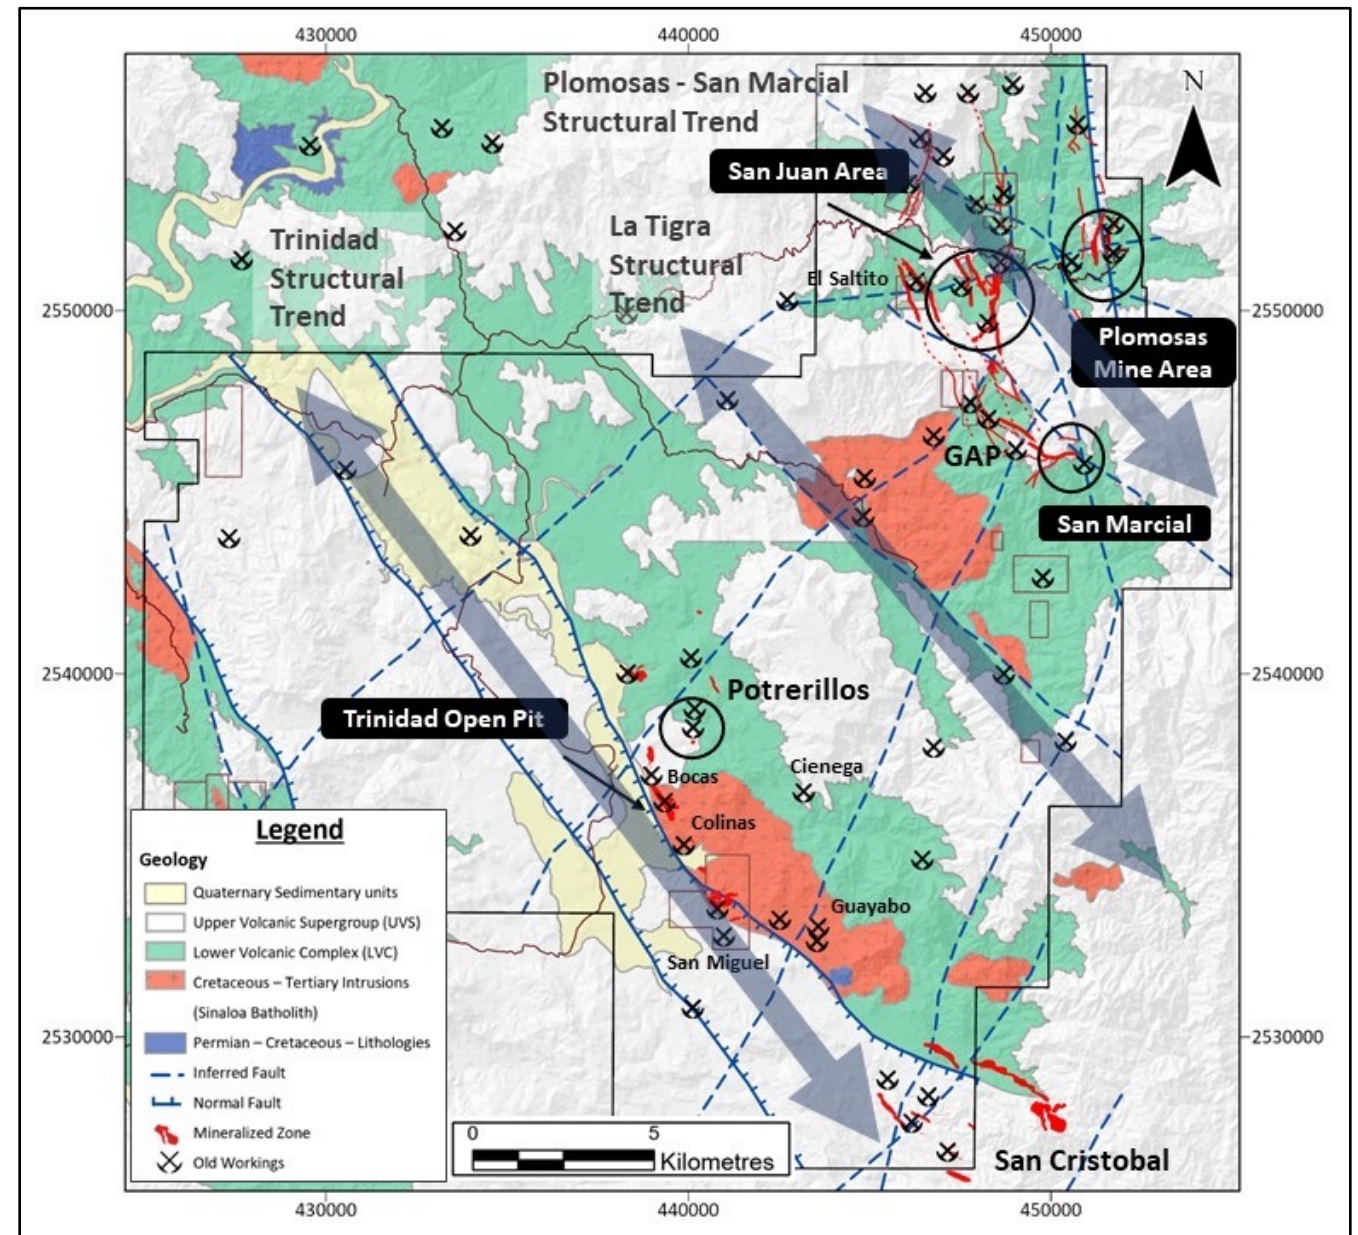 430000
440000
450000
Plomosas - San Marcial
Structural Trend
N
San Juan Area
Trinidad
Structural
Trend
La Tigra
Structural
Trend
El Saltito
2550000
2550000
Plomosas
Mine Area
GAP
San Marcial
2540000
2540000
Potrerillos
Trinidad Open Pit
Bocas
Cienega
Colinas
Guayabo
San Miguel
Legend
Geology
Quaternary Sedimentary units
Upper Volcanic Supergroup (UVS)
Lower Volcanic Complex (LVC)
Cretaceous – Tertiary Intrusions
(Sinaloa Batholith)
Permian – Cretaceous – Lithologies
Inferred Fault
Normal Fault
Mineralized Zone
Old Workings
2530000
2530000
0 5
Kilometres
San Cristobal
430000
440000
450000